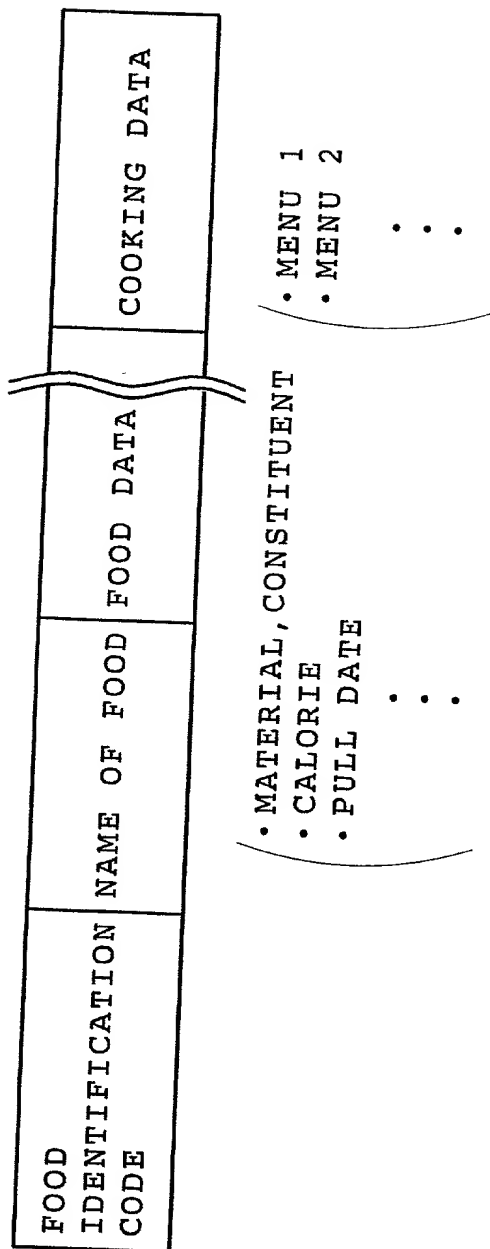 FOOD
IDENTIFICATION
CODE
NAME OF FOOD
FOOD DATA
COOKING DATA
・MATERIAL, CONSTITUENT
・CALORIE
・PULL DATE
・・・
・MENU 1
・MENU 2
・・・